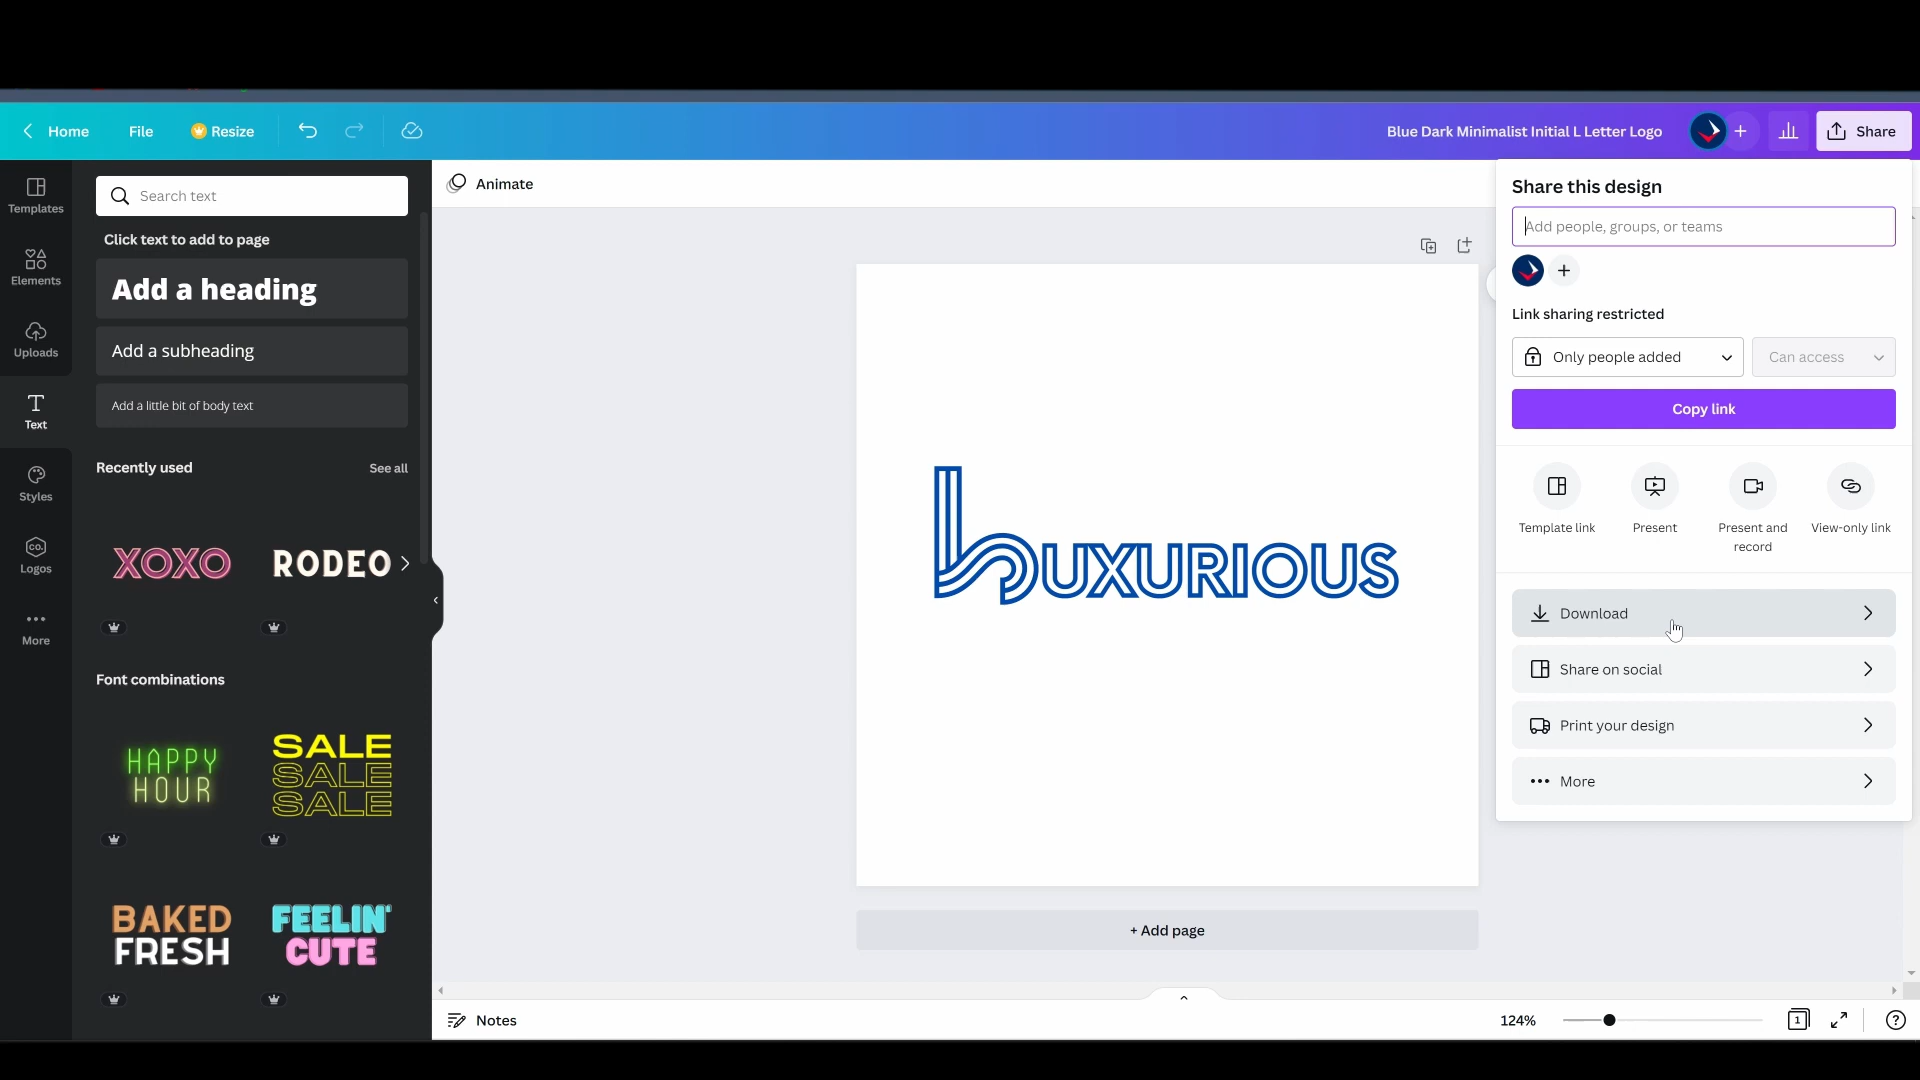 Home
File
Resize
Blue Dark Minimalist Initial L Letter Logo
Share
Templates
Elements
Uploads
Text
Styles
CO.
Logos
More
Search text
Click text to add to page
Add a heading
Add a subheading
Add a little bit of body text
Recently used
See all
XOXO
RODEO
Font combinations
HAPPY
HOUR
SALE
SALE
SALE
BAKED
FRESH
FEELIN'
CUTE
Animate
UXURIOUS
+ Add page
Share this design
Add people, groups, or teams
Link sharing restricted
Only people added
Can access
Copy link
Template link
Present
Present and
record
View-only link
Download
Share on social
Print your design
More
Notes
124%
1
?